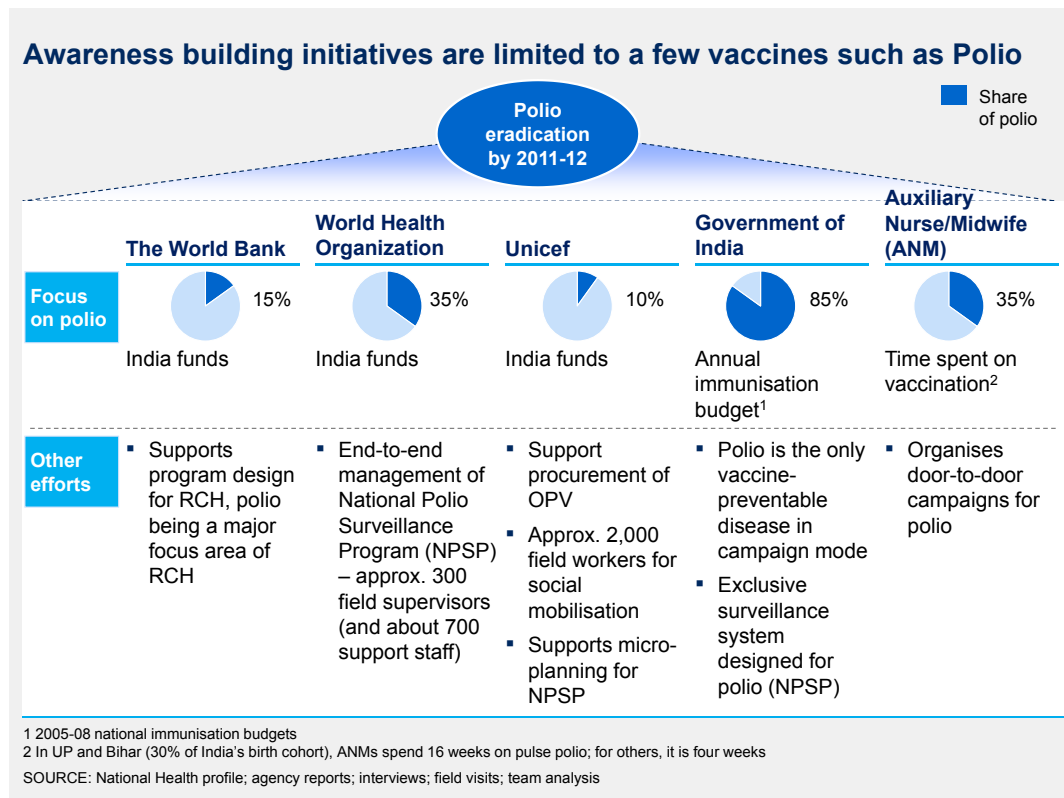 Awareness building initiatives are limited to a few vaccines such as Polio
Share
of polio
Polio
eradication
by 2011-12
The World Bank
World Health
Organization
Unicef
Government of
India
Auxiliary
Nurse/Midwife
(ANM)
Focus
on polio
15%
India funds
35%
India funds
10%
India funds
85%
Annual
immunisation
budget1
35%
Time spent on
vaccination2
Other
efforts
▪ Supports
program design
for RCH, polio
being a major
focus area of
RCH
▪ End-to-end
management of
National Polio
Surveillance
Program (NPSP)
– approx. 300
field supervisors
(and about 700
support staff)
▪ Support
procurement of
OPV
▪ Approx. 2,000
field workers for
social
mobilisation
▪ Supports micro-
planning for
NPSP
▪ Polio is the only
vaccine-
preventable
disease in
campaign mode
▪ Exclusive
surveillance
system
designed for
polio (NPSP)
▪ Organises
door-to-door
campaigns for
polio
1 2005-08 national immunisation budgets
2 In UP and Bihar (30% of India's birth cohort), ANMs spend 16 weeks on pulse polio; for others, it is four weeks
SOURCE: National Health profile; agency reports; interviews; field visits; team analysis